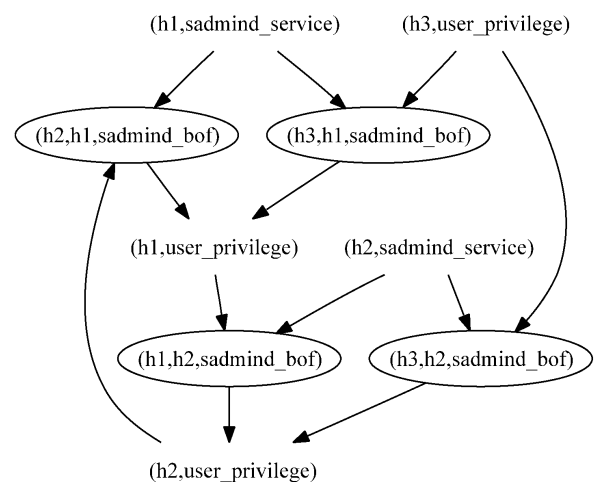 (h1,sadmind_service)
(h3,user_privilege)
(h2,h1,sadmind_bof)
(h3,h1,sadmind_bof)
(h1,user_privilege)
(h2,sadmind_service)
(h1,h2,sadmind_bof)
(h3,h2,sadmind_bof)
(h2,user_privilege)